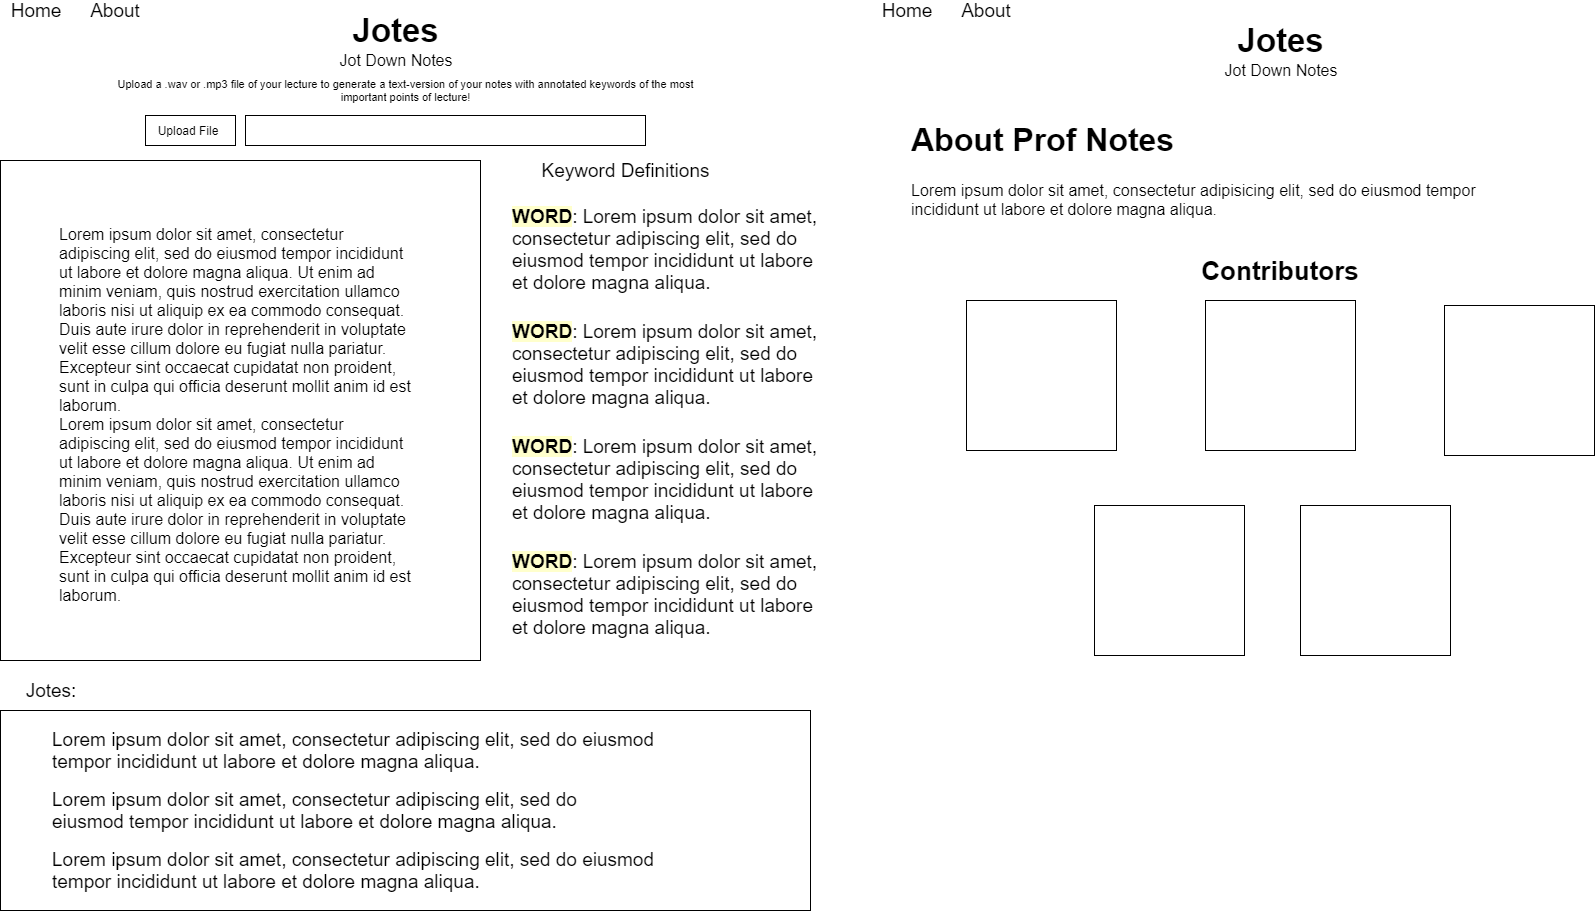 Home About
Jotes
Jot Down Notes
Upload a .wav or .mp3 file of your lecture to generate a text-version of your notes with annotated keywords of the most
important points of lecture!
Upload File
Lorem ipsum dolor sit amet, consectetur
adipiscing elit, sed do eiusmod tempor incididunt
ut labore et dolore magna aliqua. Ut enim ad
minim veniam, quis nostrud exercitation ullamco
laboris nisi ut aliquip ex ea commodo consequat.
Duis aute irure dolor in reprehenderit in voluptate
velit esse cillum dolore eu fugiat nulla pariatur.
Excepteur sint occaecat cupidatat non proident,
sunt in culpa qui officia deserunt mollit anim id est
laborum.
Lorem ipsum dolor sit amet, consectetur
adipiscing elit, sed do eiusmod tempor incididunt
ut labore et dolore magna aliqua. Ut enim ad
minim veniam, quis nostrud exercitation ullamco
laboris nisi ut aliquip ex ea commodo consequat.
Duis aute irure dolor in reprehenderit in voluptate
velit esse cillum dolore eu fugiat nulla pariatur.
Excepteur sint occaecat cupidatat non proident,
sunt in culpa qui officia deserunt mollit anim id est
laborum.
Keyword Definitions
WORD: Lorem ipsum dolor sit amet,
consectetur adipiscing elit, sed do
eiusmod tempor incididunt ut labore
et dolore magna aliqua.
WORD: Lorem ipsum dolor sit amet,
consectetur adipiscing elit, sed do
eiusmod tempor incididunt ut labore
et dolore magna aliqua.
WORD: Lorem ipsum dolor sit amet,
consectetur adipiscing elit, sed do
eiusmod tempor incididunt ut labore
et dolore magna aliqua.
WORD: Lorem ipsum dolor sit amet,
consectetur adipiscing elit, sed do
eiusmod tempor incididunt ut labore
et dolore magna aliqua.
Jotes:
Lorem ipsum dolor sit amet, consectetur adipiscing elit, sed do eiusmod
tempor incididunt ut labore et dolore magna aliqua.
Lorem ipsum dolor sit amet, consectetur adipiscing elit, sed do
eiusmod tempor incididunt ut labore et dolore magna aliqua.
Lorem ipsum dolor sit amet, consectetur adipiscing elit, sed do eiusmod
tempor incididunt ut labore et dolore magna aliqua.
Home About
Jotes
Jot Down Notes
About Prof Notes
Lorem ipsum dolor sit amet, consectetur adipisicing elit, sed do eiusmod tempor
incididunt ut labore et dolore magna aliqua.
Contributors